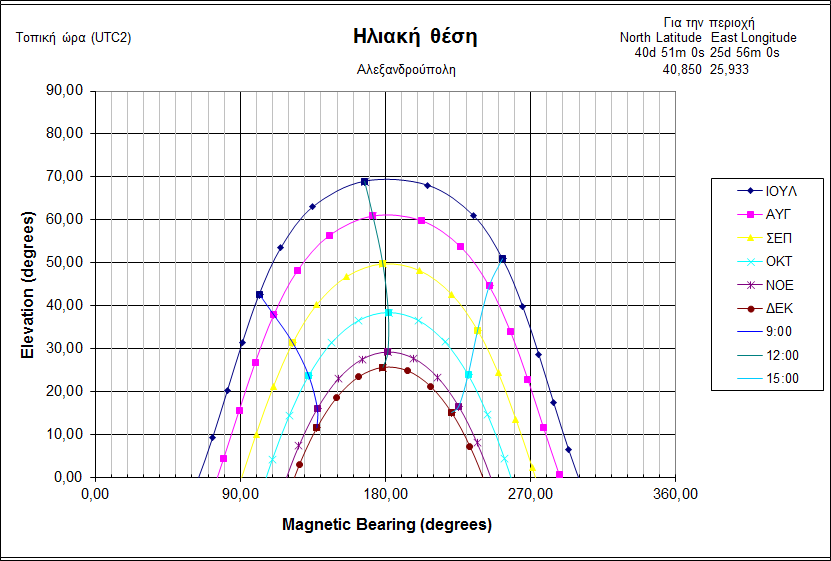 Τοπική ώρα (UTC2)
Ηλιακή θέση
Αλεξανδρούπολη
Για την περιοχή
North Latitude East Longitude
40d 51m 0s 25d 56m 0s
40,850 25,933
90,00
80,00
70,00
60,00
50,00
40,00
30,00
20,00
10,00
0,00
Elevation (degrees)
0,00 90,00 180,00 270,00 360,00
Magnetic Bearing (degrees)
ΙΟΥΛ
ΑΥΓ
ΣΕΠ
ΟΚΤ
ΝΟΕ
ΔΕΚ
9:00
12:00
15:00